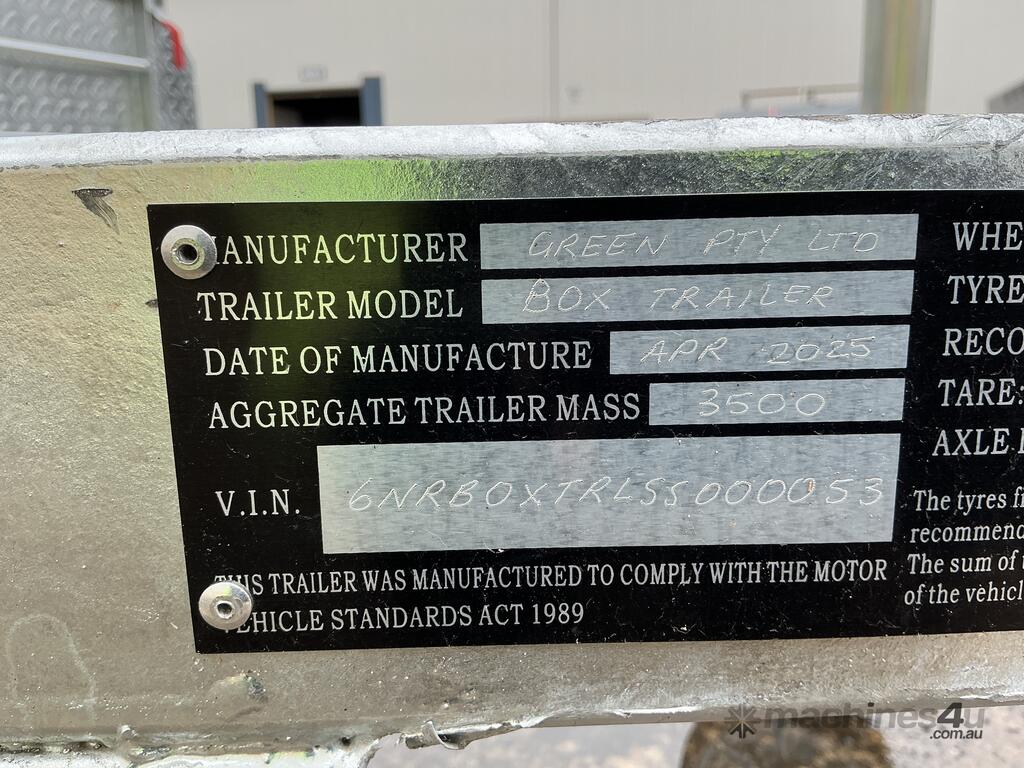 MANUFACTURER GREEN PTY LTD
TRAILER MODEL BOX TRAILER
DATE OF MANUFACTURE APR 2025
AGGREGATE TRAILER MASS 3500
V.I.N. 6NRBOXTRLSS000053
THIS TRAILER WAS MANUFACTURED TO COMPLY WITH THE MOTOR
VEHICLE STANDARDS ACT 1989
WHE
TYRE
RECO
TARE:
AXLE
The tyres
recommend
The sum of
of the vehicl
machines4u
.com.au